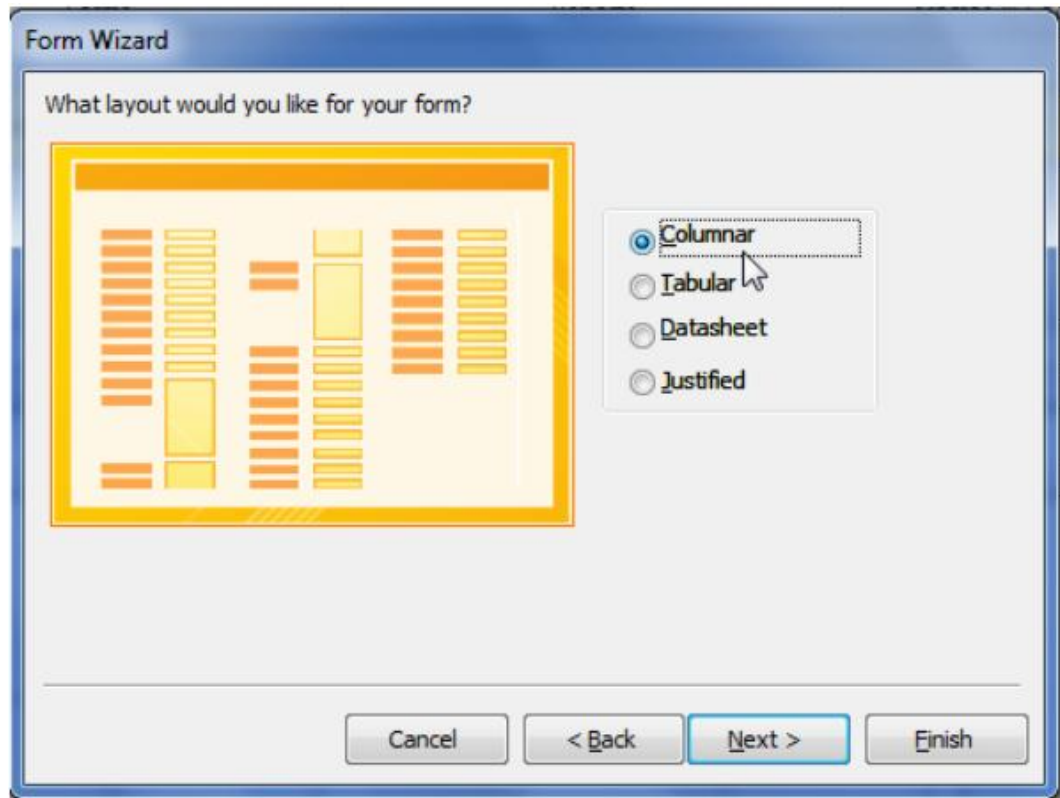 Form Wizard
What layout would you like for your form?
Columnar
Tabular
Datasheet
Justified
Cancel
< Back
Next >
Finish